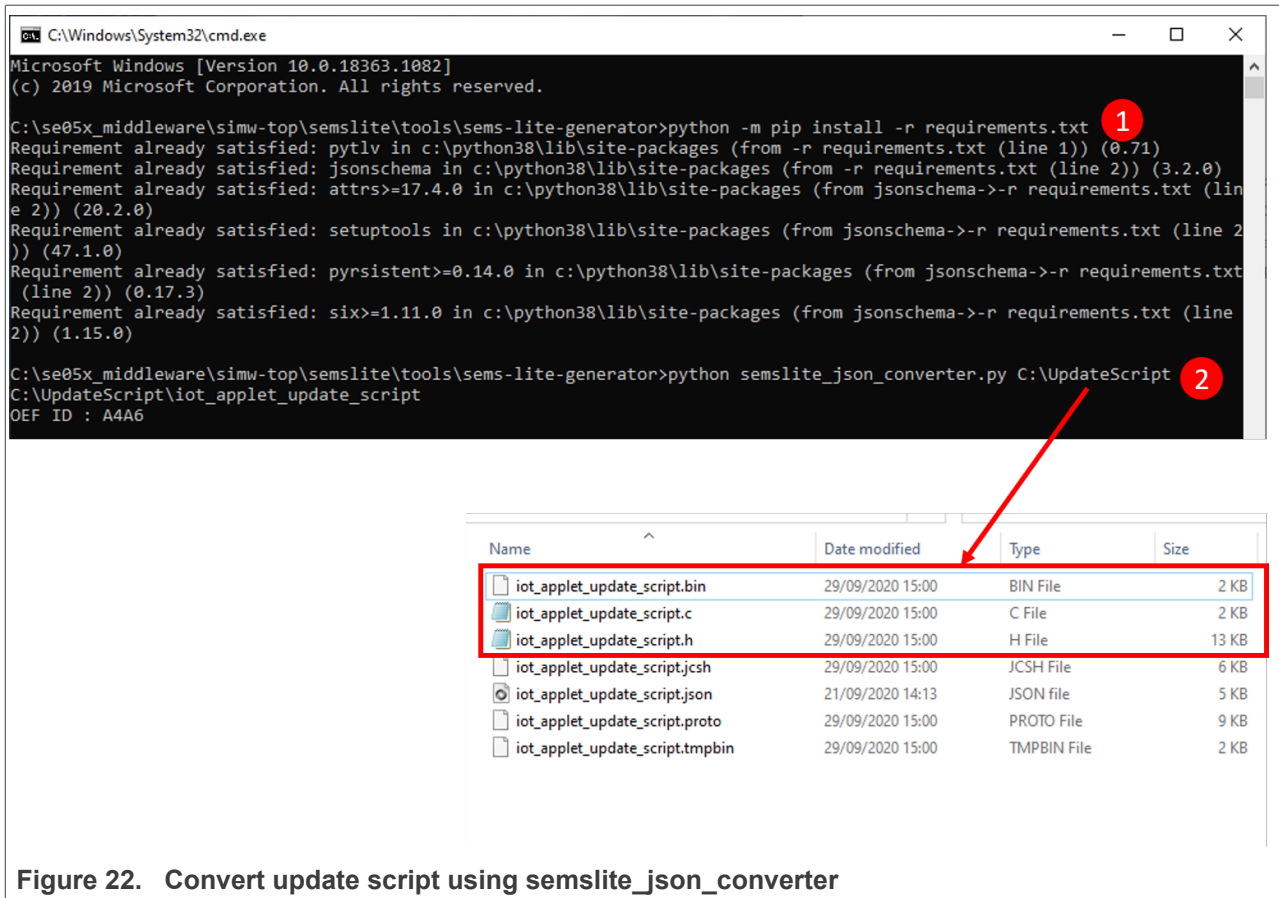 C:\Windows\System32\cmd.exe
Microsoft Windows [Version 10.0.18363.1082]
(c) 2019 Microsoft Corporation. All rights reserved.
C:\se05x_middleware\simw-top\semslite\tools\sems-lite-generator>python -m pip install -r requirements.txt 1
Requirement already satisfied: pytlv in c:\python38\lib\site-packages (from -r requirements.txt (line 1)) (0.71)
Requirement already satisfied: jsonschema in c:\python38\lib\site-packages (from -r requirements.txt (line 2)) (3.2.0)
Requirement already satisfied: attrs>=17.4.0 in c:\python38\lib\site-packages (from jsonschema->-r requirements.txt (lin
e 2)) (20.2.0)
Requirement already satisfied: setuptools in c:\python38\lib\site-packages (from jsonschema->-r requirements.txt (line 2
)) (47.1.0)
Requirement already satisfied: pyrsistent>=0.14.0 in c:\python38\lib\site-packages (from jsonschema->-r requirements.txt
(line 2)) (0.17.3)
Requirement already satisfied: six>=1.11.0 in c:\python38\lib\site-packages (from jsonschema->-r requirements.txt (line
2)) (1.15.0)
C:\se05x_middleware\simw-top\semslite\tools\sems-lite-generator>python semslite_json_converter.py C:\UpdateScript 2
C:\UpdateScript\iot_applet_update_script
OEF ID : A4A6
Name Date modified Type Size
iot_applet_update_script.bin 29/09/2020 15:00 BIN File 2 KB
iot_applet_update_script.c 29/09/2020 15:00 C File 2 KB
iot_applet_update_script.h 29/09/2020 15:00 H File 13 KB
iot_applet_update_script.jcsh 29/09/2020 15:00 JCSH File 6 KB
iot_applet_update_script.json 21/09/2020 14:13 JSON file 5 KB
iot_applet_update_script.proto 29/09/2020 15:00 PROTO File 9 KB
iot_applet_update_script.tmpbin 29/09/2020 15:00 TMPBIN File 2 KB
Figure 22. Convert update script using semslite_json_converter